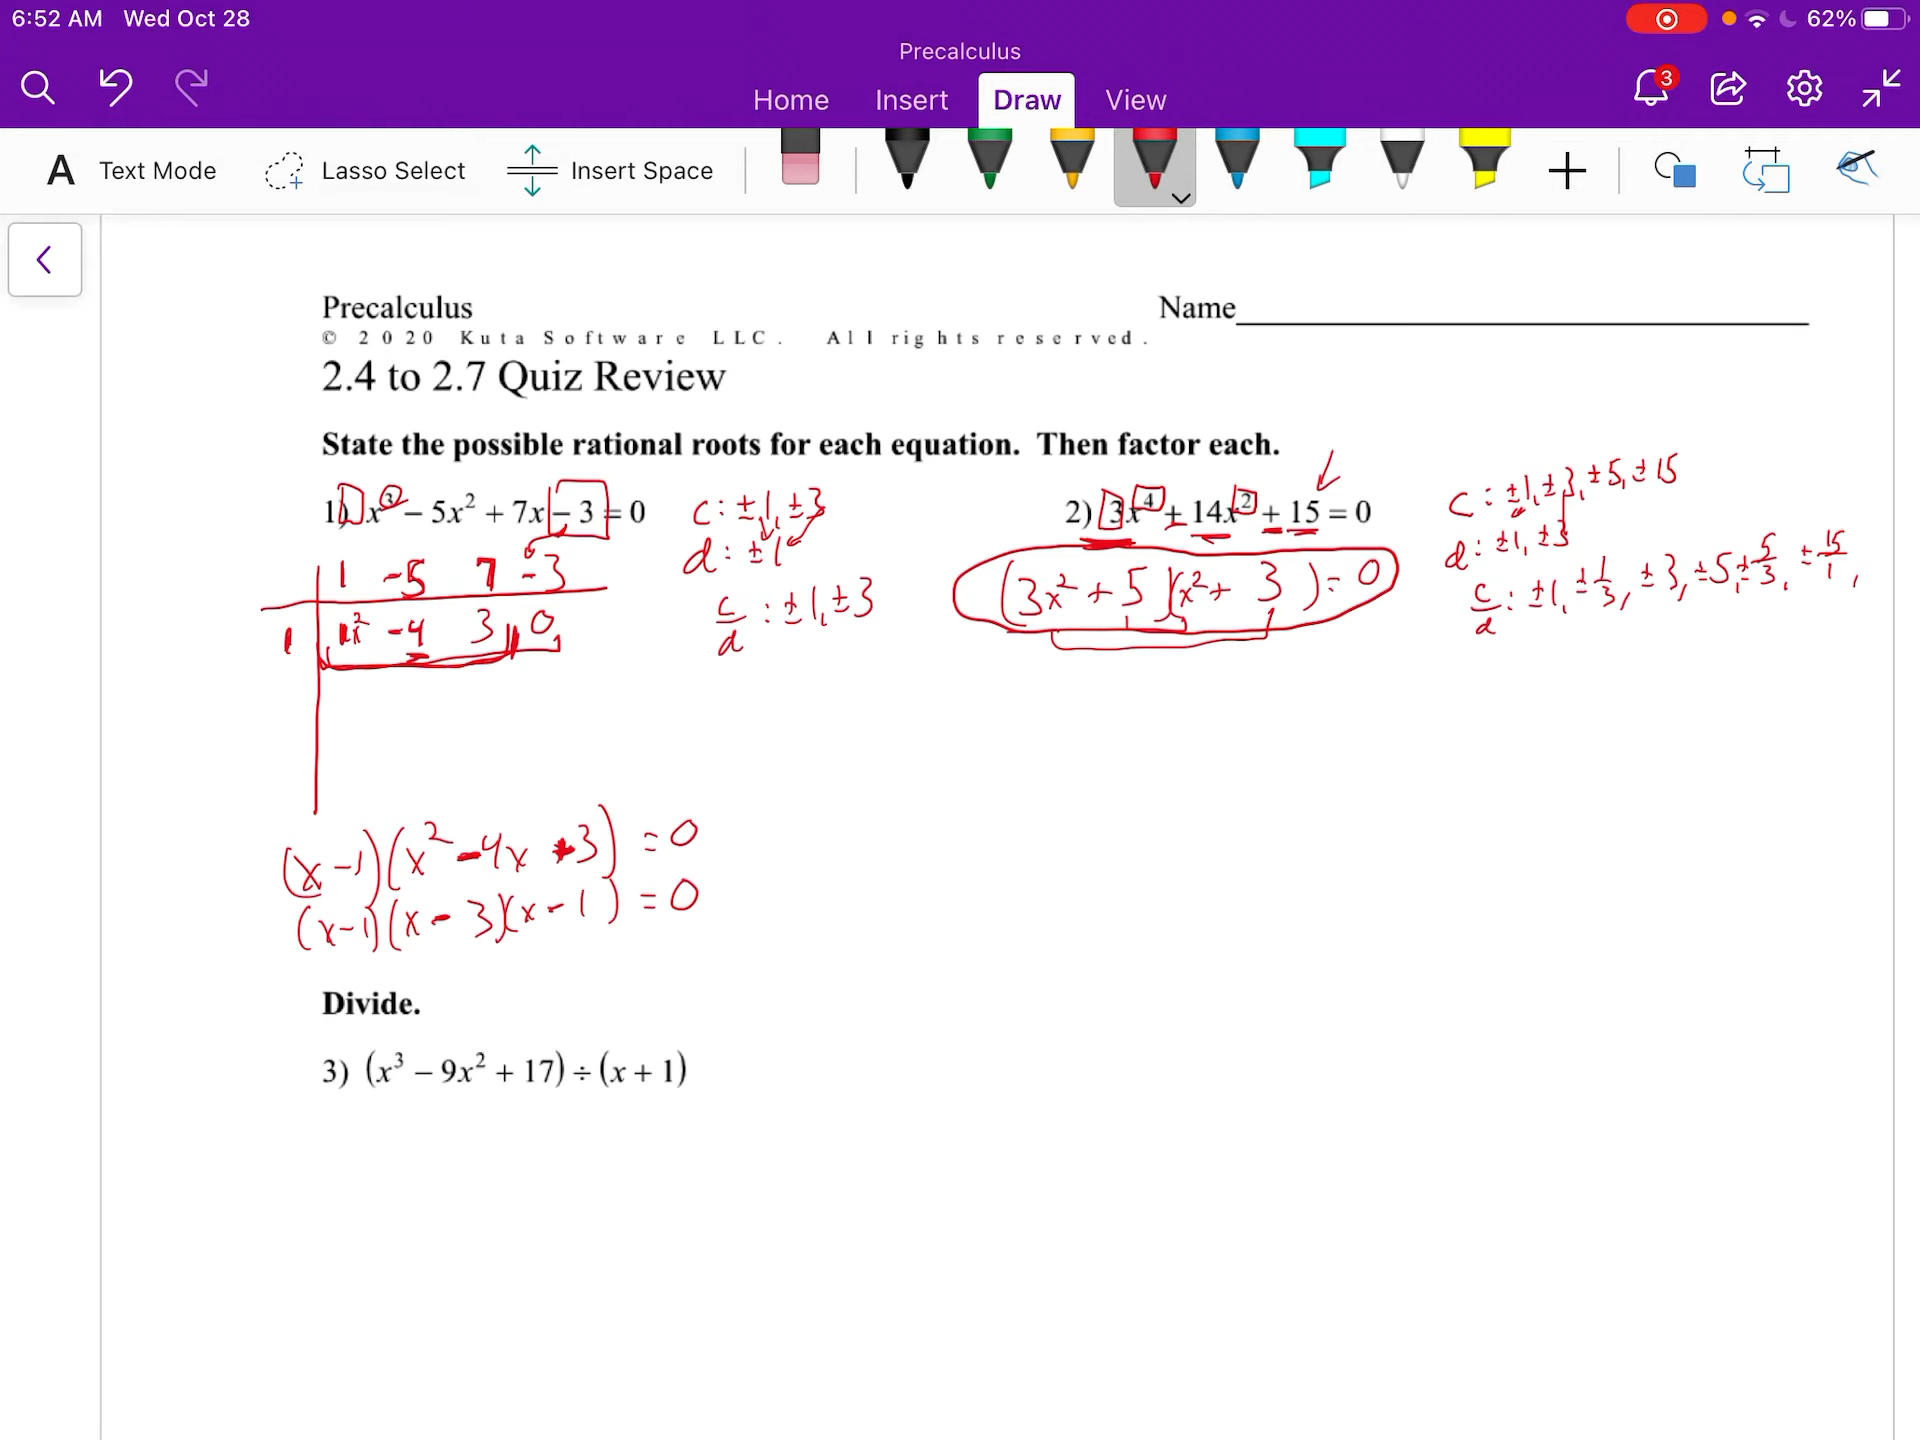 6:52 AM Wed Oct 28 62%
Precalculus
Home Insert Draw View 3
A Text Mode Lasso Select Insert Space
Precalculus Name
© 2020 Kuta Software LLC. All rights reserved.
2.4 to 2.7 Quiz Review
State the possible rational roots for each equation. Then factor each.
1) x³ − 5x² + 7x − 3 = 0
c: ±1, ±3
d: ±1
c/d : ±1, ±3
1 -5 7 -3
1 1x² -4 3 0
(x-1)(x² -4x +3) = 0
(x-1)(x - 3)(x - 1) = 0
2) 3x⁴ + 14x² + 15 = 0
c: ±1, ±3, ±5, ±15
d: ±1, ±3
c/d : ±1, ±1/3, ±3, ±5, ±5/3, ±15/1,
(3x² + 5)(x² + 3) = 0
Divide.
3) (x³ − 9x² + 17) ÷ (x + 1)